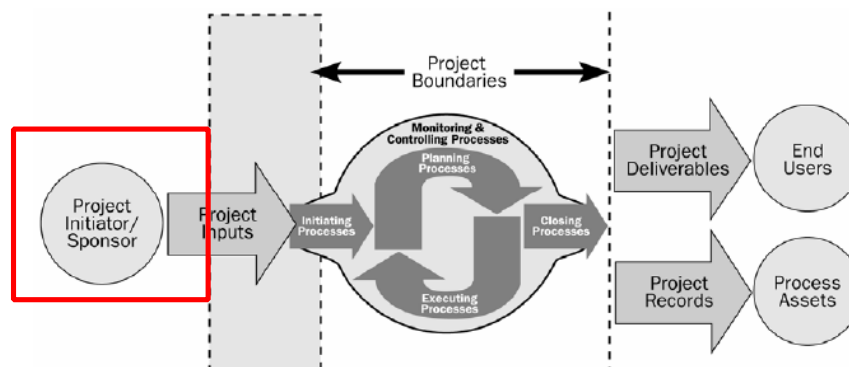 Project
Boundaries
Monitoring &
Controlling Processes
Planning
Processes
Project
Initiator/
Sponsor
Project
Inputs
Initiating
Processes
Closing
Processes
Executing
Processes
Project
Deliverables
End
Users
Project
Records
Process
Assets